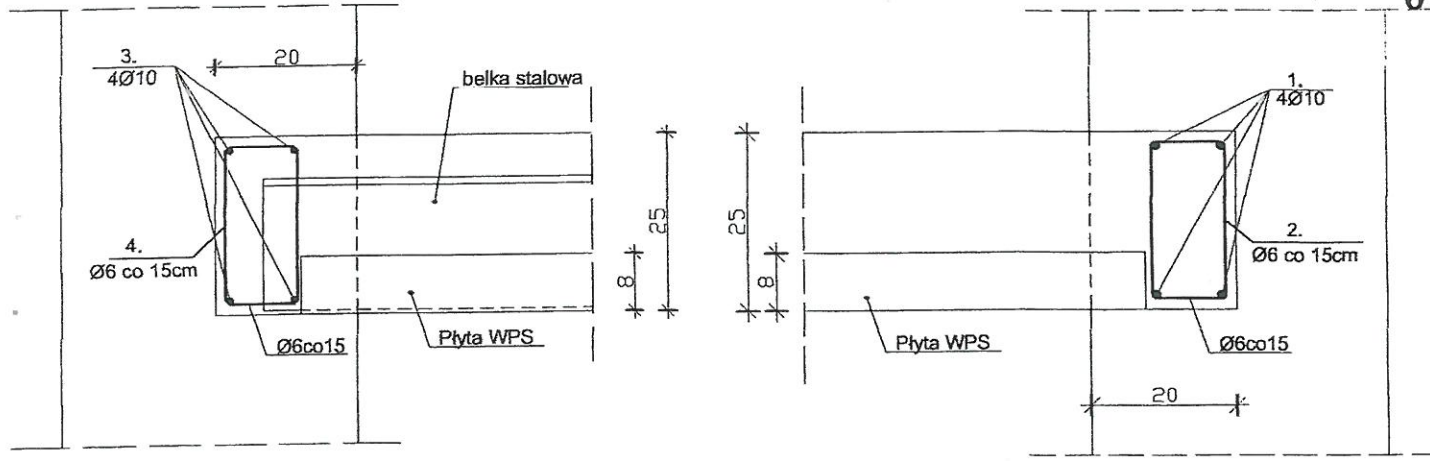 3.
4Ø10
20
belka stalowa
25
8
4.
Ø6 co 15cm
Ø6co15
Płyta WPS
1.
4Ø10
25
8
2.
Ø6 co 15cm
Płyta WPS
Ø6co15
20